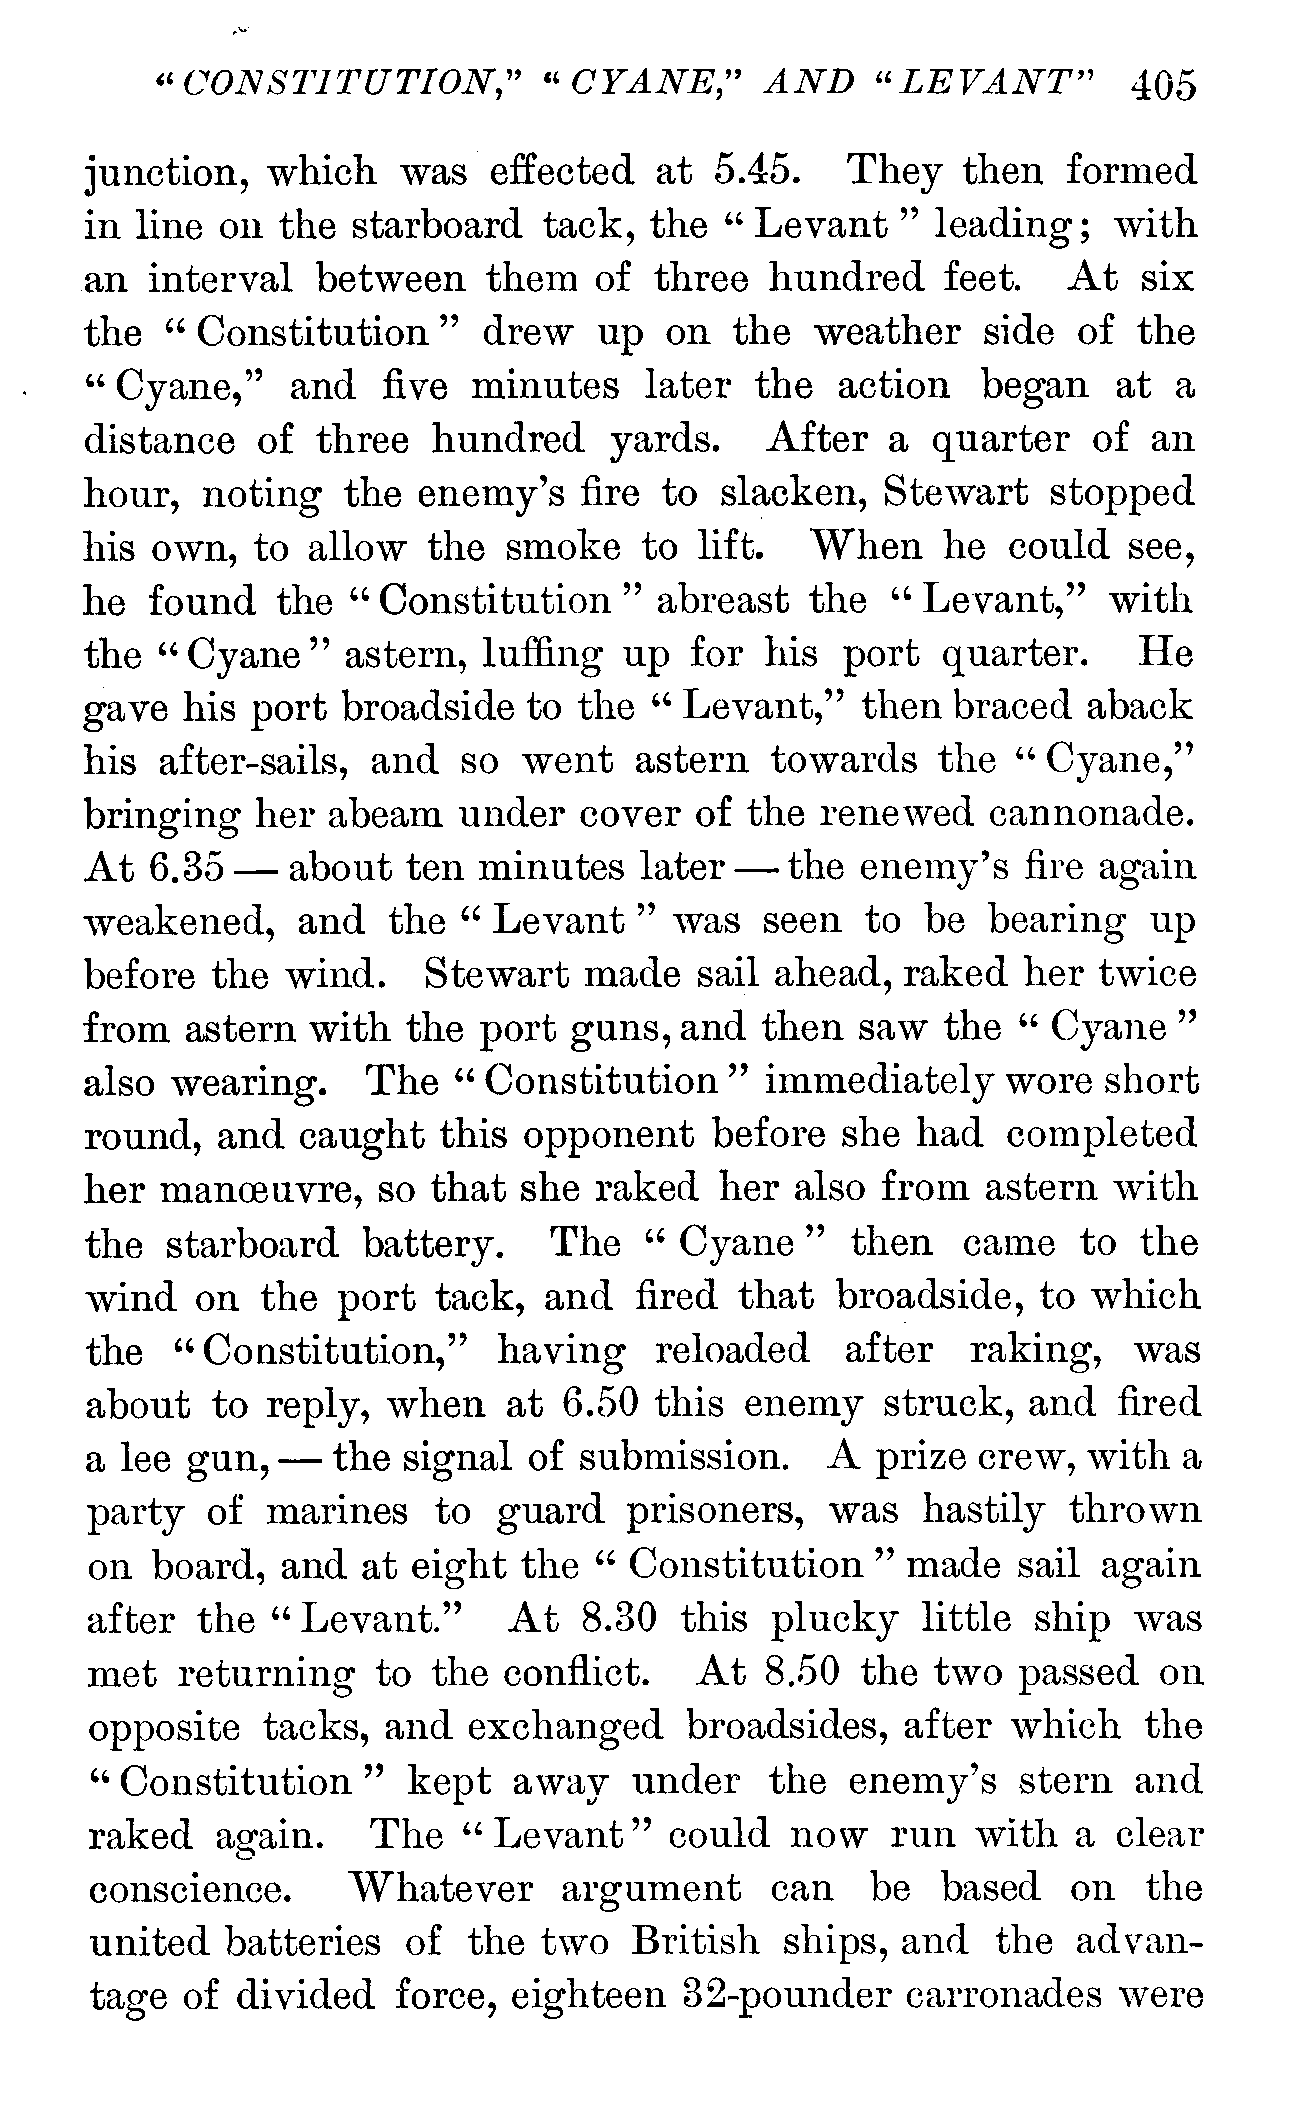 "CONSTITUTION," "CYANE," AND "LEVANT" 405
junction, which was effected at 5.45. They then formed
in line on the starboard tack, the "Levant" leading; with
an interval between them of three hundred feet. At six
the "Constitution" drew up on the weather side of the
"Cyane," and five minutes later the action began at a
distance of three hundred yards. After a quarter of an
hour, noting the enemy's fire to slacken, Stewart stopped
his own, to allow the smoke to lift. When he could see,
he found the "Constitution" abreast the "Levant," with
the "Cyane" astern, luffing up for his port quarter. He
gave his port broadside to the "Levant," then braced aback
his after-sails, and so went astern towards the "Cyane,"
bringing her abeam under cover of the renewed cannonade.
At 6.35 — about ten minutes later — the enemy's fire again
weakened, and the "Levant" was seen to be bearing up
before the wind. Stewart made sail ahead, raked her twice
from astern with the port guns, and then saw the "Cyane"
also wearing. The "Constitution" immediately wore short
round, and caught this opponent before she had completed
her manœuvre, so that she raked her also from astern with
the starboard battery. The "Cyane" then came to the
wind on the port tack, and fired that broadside, to which
the "Constitution," having reloaded after raking, was
about to reply, when at 6.50 this enemy struck, and fired
a lee gun, — the signal of submission. A prize crew, with a
party of marines to guard prisoners, was hastily thrown
on board, and at eight the "Constitution" made sail again
after the "Levant." At 8.30 this plucky little ship was
met returning to the conflict. At 8.50 the two passed on
opposite tacks, and exchanged broadsides, after which the
"Constitution" kept away under the enemy's stern and
raked again. The "Levant" could now run with a clear
conscience. Whatever argument can be based on the
united batteries of the two British ships, and the advan-
tage of divided force, eighteen 32-pounder carronades were